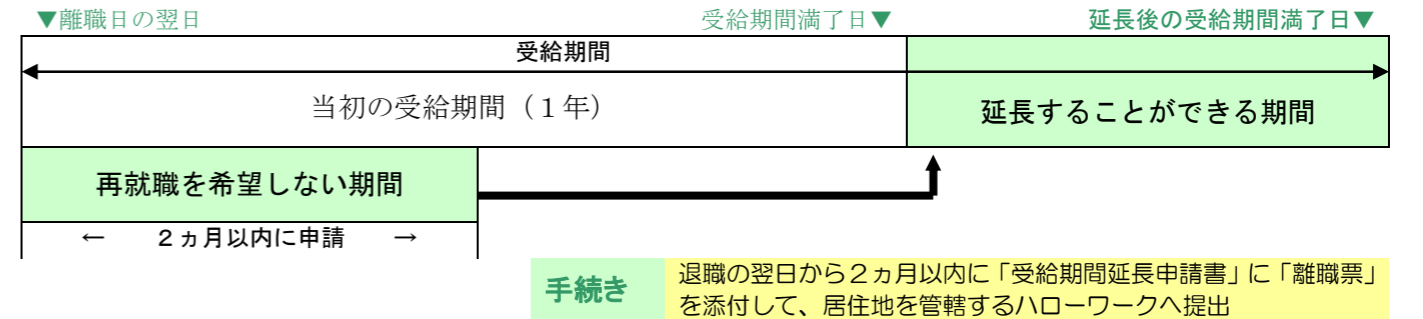 ▼離職日の翌日 受給期間満了日▼ 延長後の受給期間満了日▼
受給期間
当初の受給期間(1年) 延長することができる期間
再就職を希望しない期間
← 2ヵ月以内に申請 →
手続き 退職の翌日から2ヵ月以内に「受給期間延長申請書」に「離職票」
を添付して、居住地を管轄するハローワークへ提出